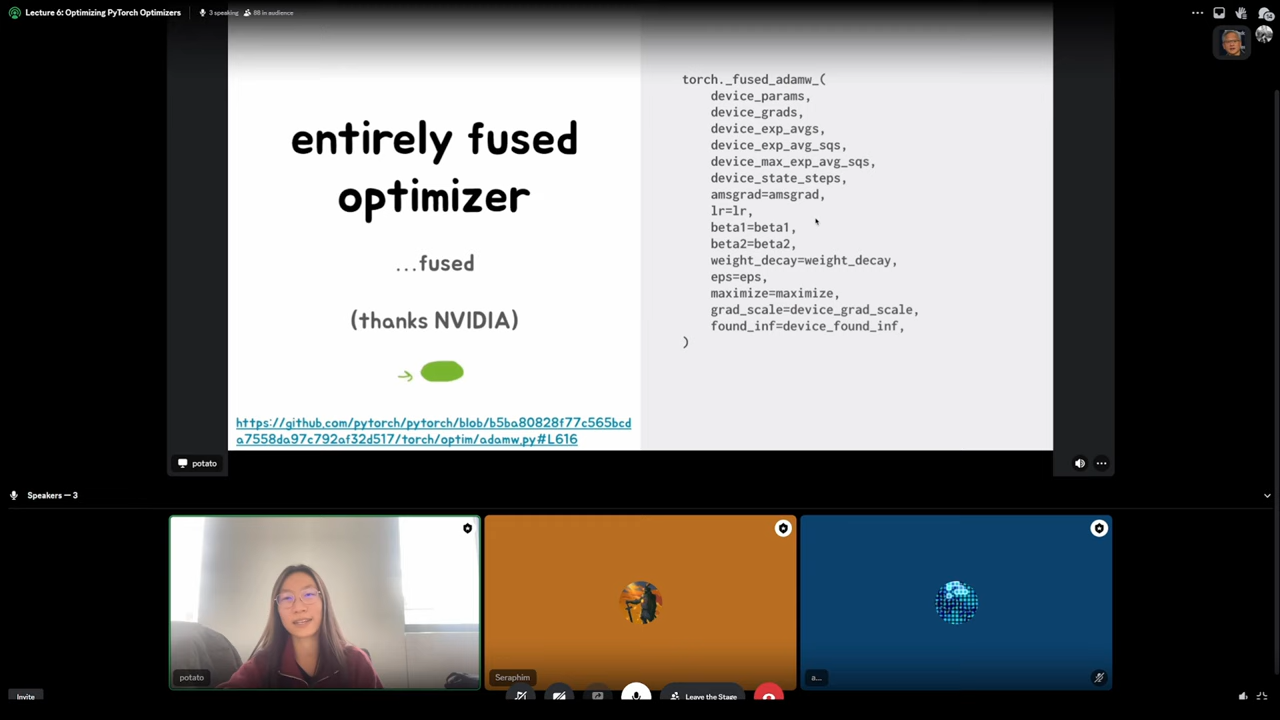 Lecture 6: Optimizing PyTorch Optimizers
3 speaking
88 in audience
entirely fused
optimizer
...fused
(thanks NVIDIA)
https://github.com/pytorch/pytorch/blob/b5ba80828f77c565bcd
a7558da97c792af32d517/torch/optim/adamw.py#L616
torch._fused_adamw_(
device_params,
device_grads,
device_exp_avgs,
device_exp_avg_sqs,
device_max_exp_avg_sqs,
device_state_steps,
amsgrad=amsgrad,
lr=lr,
beta1=beta1,
beta2=beta2,
weight_decay=weight_decay,
eps=eps,
maximize=maximize,
grad_scale=device_grad_scale,
found_inf=device_found_inf,
)
potato
Speakers — 3
potato
Seraphim
a...
Invite
Leave the Stage